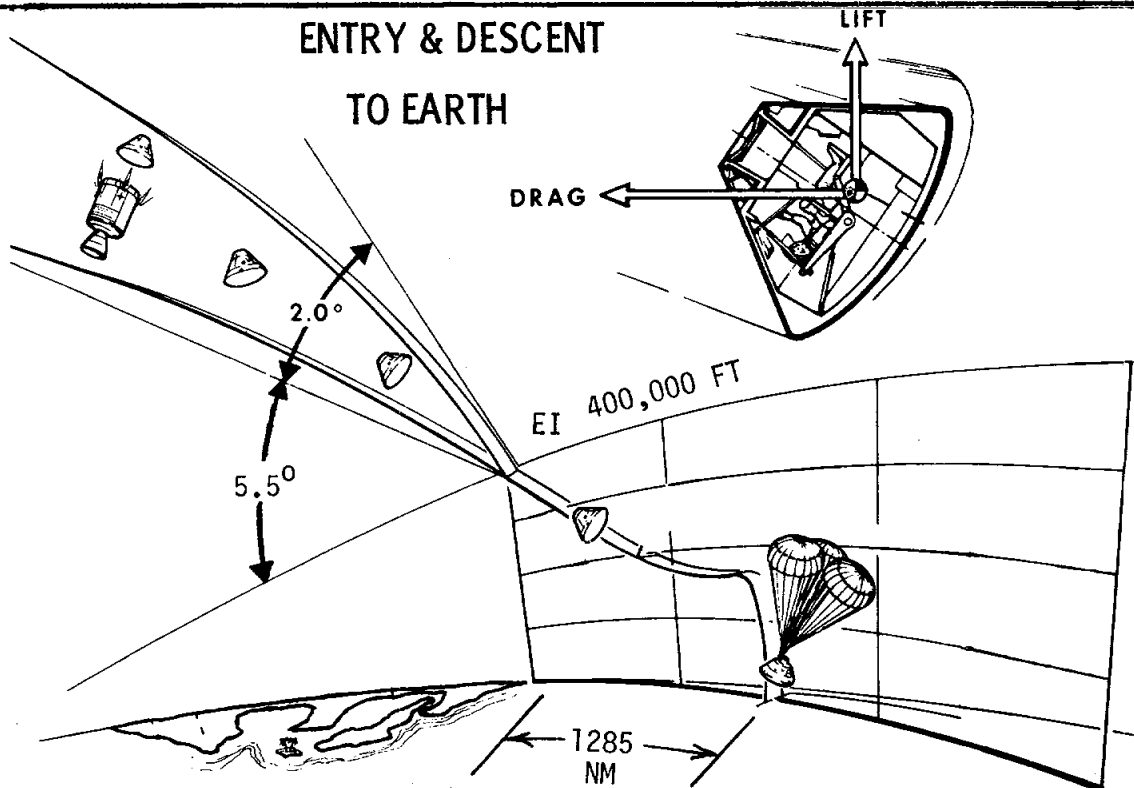 ENTRY & DESCENT
TO EARTH
LIFT
DRAG
2.0°
EI 400,000 FT
5.5°
1285
NM